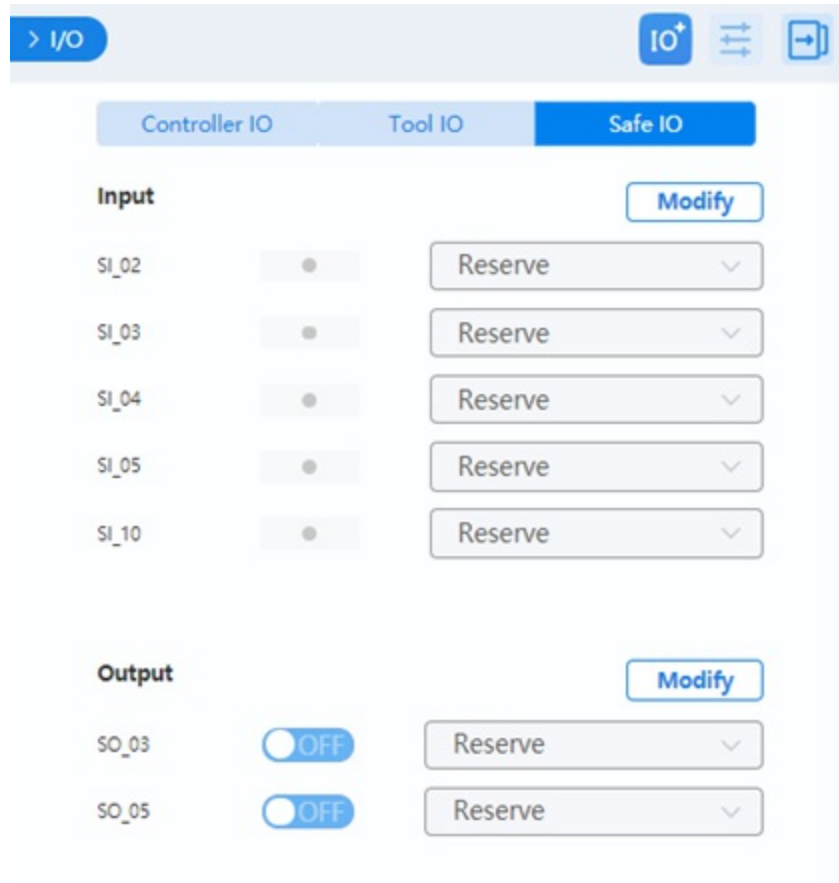 > I/O
IO+
Controller IO Tool IO Safe IO
Input Modify
SI_02 Reserve
SI_03 Reserve
SI_04 Reserve
SI_05 Reserve
SI_10 Reserve
Output Modify
SO_03 OFF Reserve
SO_05 OFF Reserve